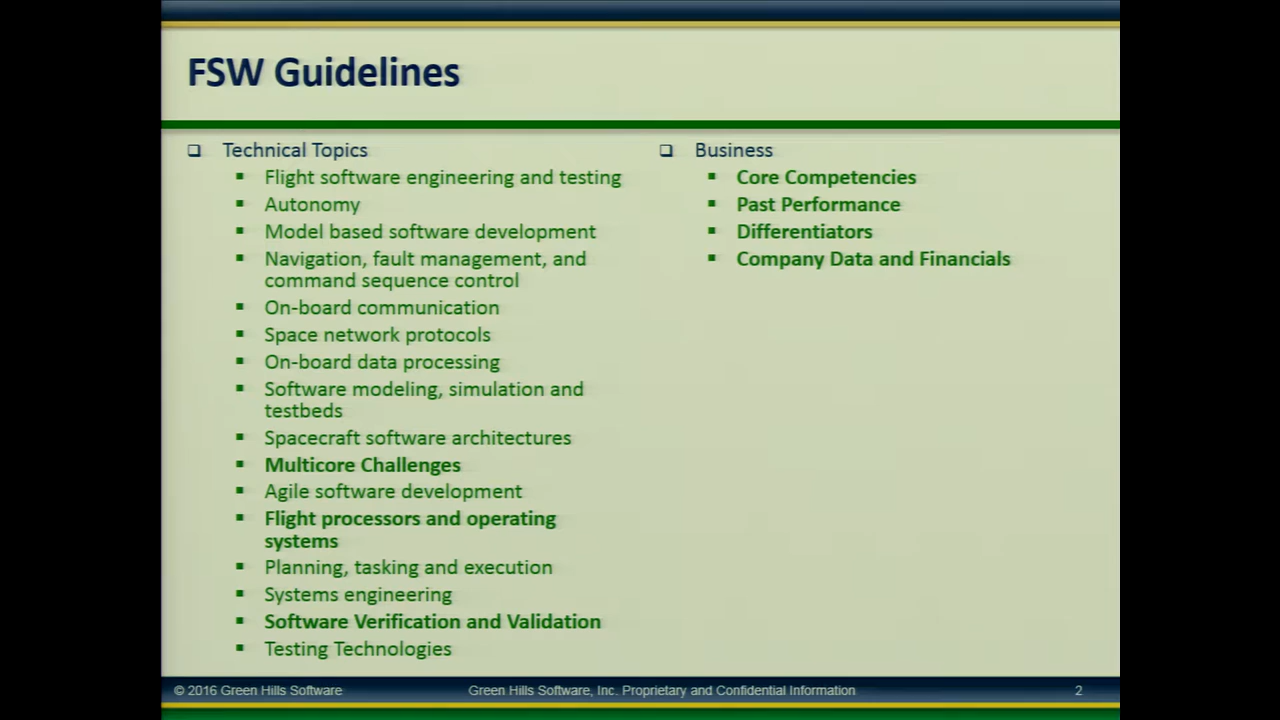 FSW Guidelines
❑ Technical Topics
▪ Flight software engineering and testing
▪ Autonomy
▪ Model based software development
▪ Navigation, fault management, and
command sequence control
▪ On-board communication
▪ Space network protocols
▪ On-board data processing
▪ Software modeling, simulation and
testbeds
▪ Spacecraft software architectures
▪ Multicore Challenges
▪ Agile software development
▪ Flight processors and operating
systems
▪ Planning, tasking and execution
▪ Systems engineering
▪ Software Verification and Validation
▪ Testing Technologies
❑ Business
▪ Core Competencies
▪ Past Performance
▪ Differentiators
▪ Company Data and Financials
© 2016 Green Hills Software
Green Hills Software, Inc. Proprietary and Confidential Information
2